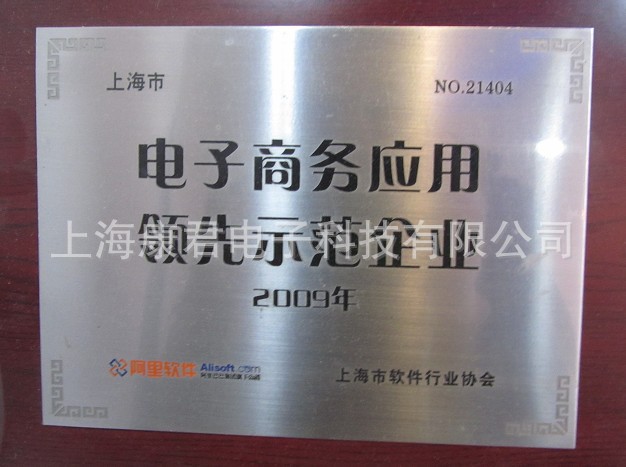 上海市
NO.21404
电子商务应用
领先示范企业
上海康君电子科技有限公司
2009年
阿里软件 Alisoft.com
上海市软件行业协会